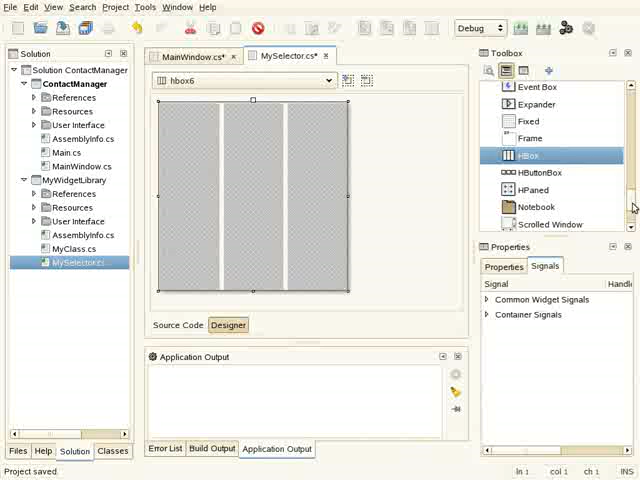 File Edit View Search Project Tools Window Help
Debug
Solution
Solution ContactManager
ContactManager
References
Resources
User Interface
AssemblyInfo.cs
Main.cs
MainWindow.cs
MyWidgetLibrary
References
Resources
User Interface
AssemblyInfo.cs
MyClass.cs
MySelector.cs
Files Help Solution Classes
MainWindow.cs*
MySelector.cs*
hbox6
Source Code Designer
Application Output
Error List Build Output Application Output
Toolbox
Event Box
Expander
Fixed
Frame
HBox
HButtonBox
HPaned
Notebook
Scrolled Window
Properties
Properties Signals
Signal
Common Widget Signals
Container Signals
Project saved.
ln 1 col 1 ch 1 INS